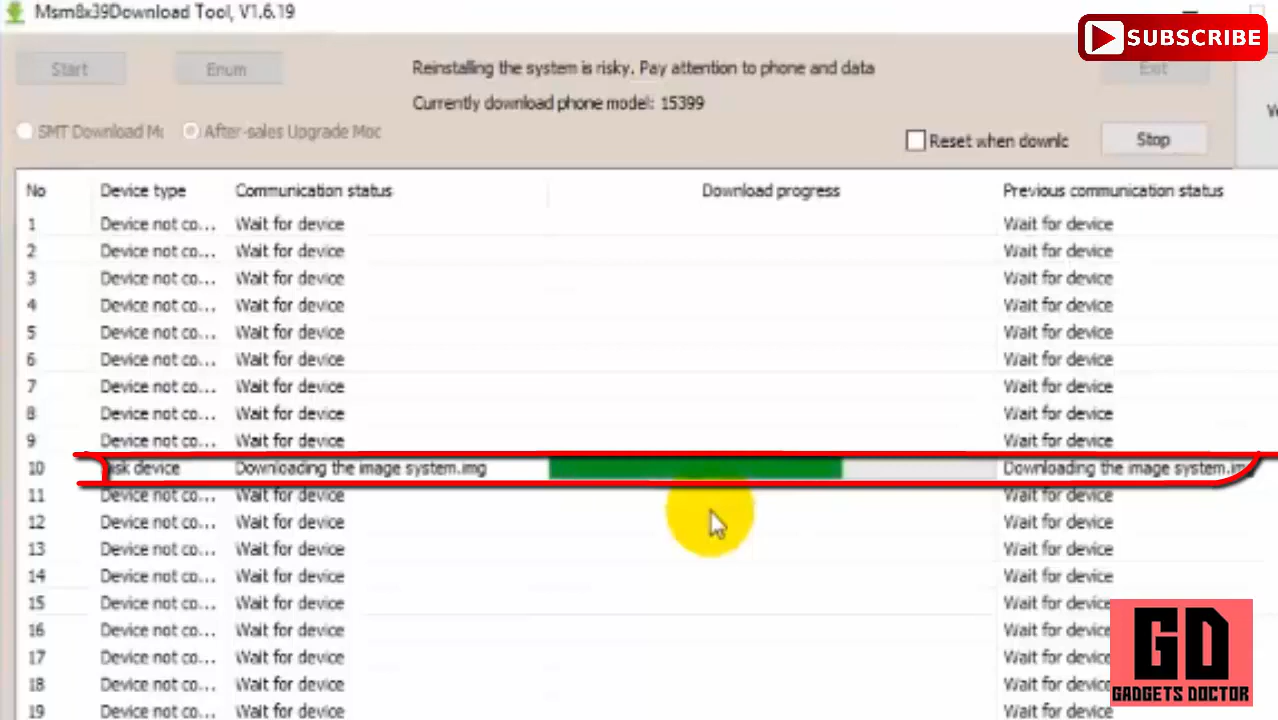 Msm8x39Download Tool, V1.6.19
SUBSCRIBE
Start Enum Reinstalling the system is risky. Pay attention to phone and data Exit
Currently download phone model: 15399
SMT Download After-sales Upgrade Reset when Stop
No Device type Communication status Download progress Previous communication status
1 Device not co... Wait for device Wait for device
2 Device not co... Wait for device Wait for device
3 Device not co... Wait for device Wait for device
4 Device not co... Wait for device Wait for device
5 Device not co... Wait for device Wait for device
6 Device not co... Wait for device Wait for device
7 Device not co... Wait for device Wait for device
8 Device not co... Wait for device Wait for device
9 Device not co... Wait for device Wait for device
10 device Downloading the image system.img Downloading the image
11 Device not co... Wait for device Wait for device
12 Device not co... Wait for device Wait for device
13 Device not co... Wait for device Wait for device
14 Device not co... Wait for device Wait for device
15 Device not co... Wait for device Wait for device
16 Device not co... Wait for device Wait for device
17 Device not co... Wait for device Wait for device
18 Device not co... Wait for device Wait for device
19 Device not co... Wait for device Wait for device
GD
GADGETS DOCTOR